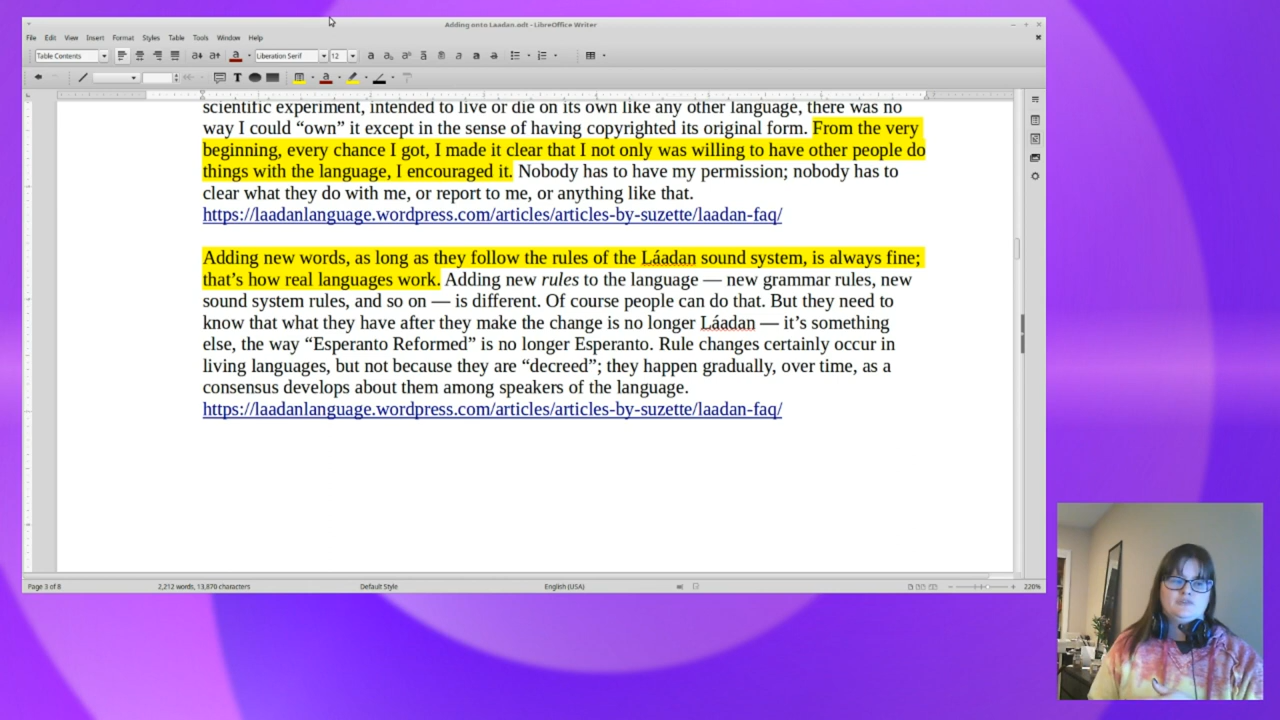 Adding onto Laadan.odt - LibreOffice Writer
File Edit View Insert Format Styles Table Tools Window Help
Table Contents Liberation Serif 12
scientific experiment, intended to live or die on its own like any other language, there was no
way I could “own” it except in the sense of having copyrighted its original form. From the very
beginning, every chance I got, I made it clear that I not only was willing to have other people do
things with the language, I encouraged it. Nobody has to have my permission; nobody has to
clear what they do with me, or report to me, or anything like that.
https://laadanlanguage.wordpress.com/articles/articles-by-suzette/laadan-faq/
Adding new words, as long as they follow the rules of the Láadan sound system, is always fine;
that’s how real languages work. Adding new rules to the language — new grammar rules, new
sound system rules, and so on — is different. Of course people can do that. But they need to
know that what they have after they make the change is no longer Láadan — it’s something
else, the way “Esperanto Reformed” is no longer Esperanto. Rule changes certainly occur in
living languages, but not because they are “decreed”; they happen gradually, over time, as a
consensus develops about them among speakers of the language.
https://laadanlanguage.wordpress.com/articles/articles-by-suzette/laadan-faq/
Page 3 of 8 2,212 words, 13,870 characters Default Style English (USA) 220%